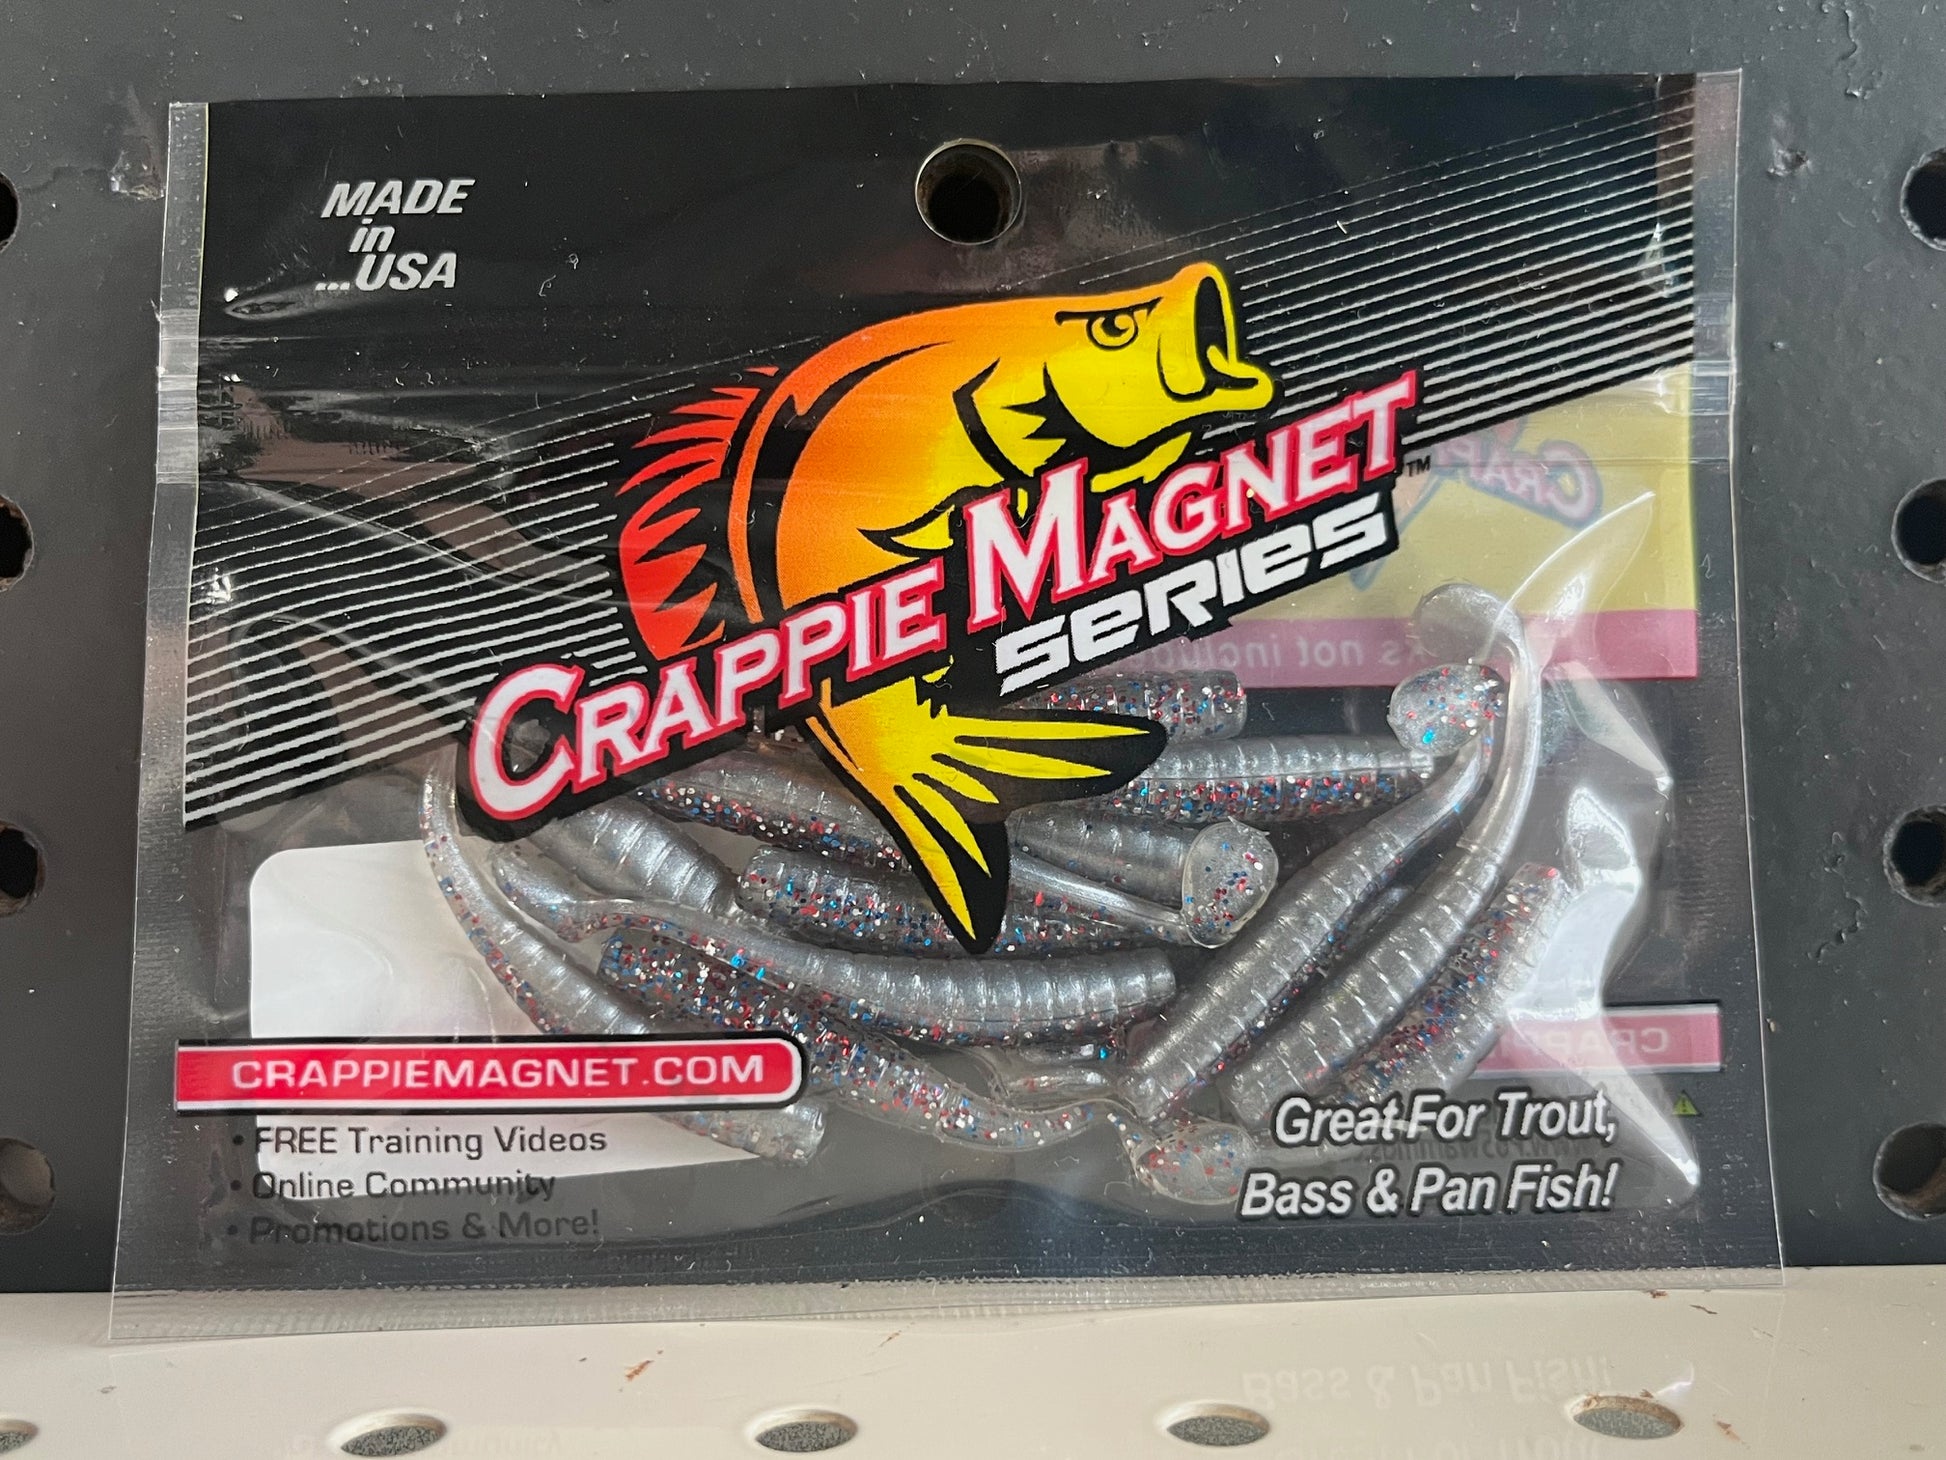 MADE
in
...USA
CRAPPIE MAGNET™
SERIES
CRAPPIEMAGNET.COM
• FREE Training Videos
• Online Community
• Promotions & More!
Great For Trout,
Bass & Pan Fish!